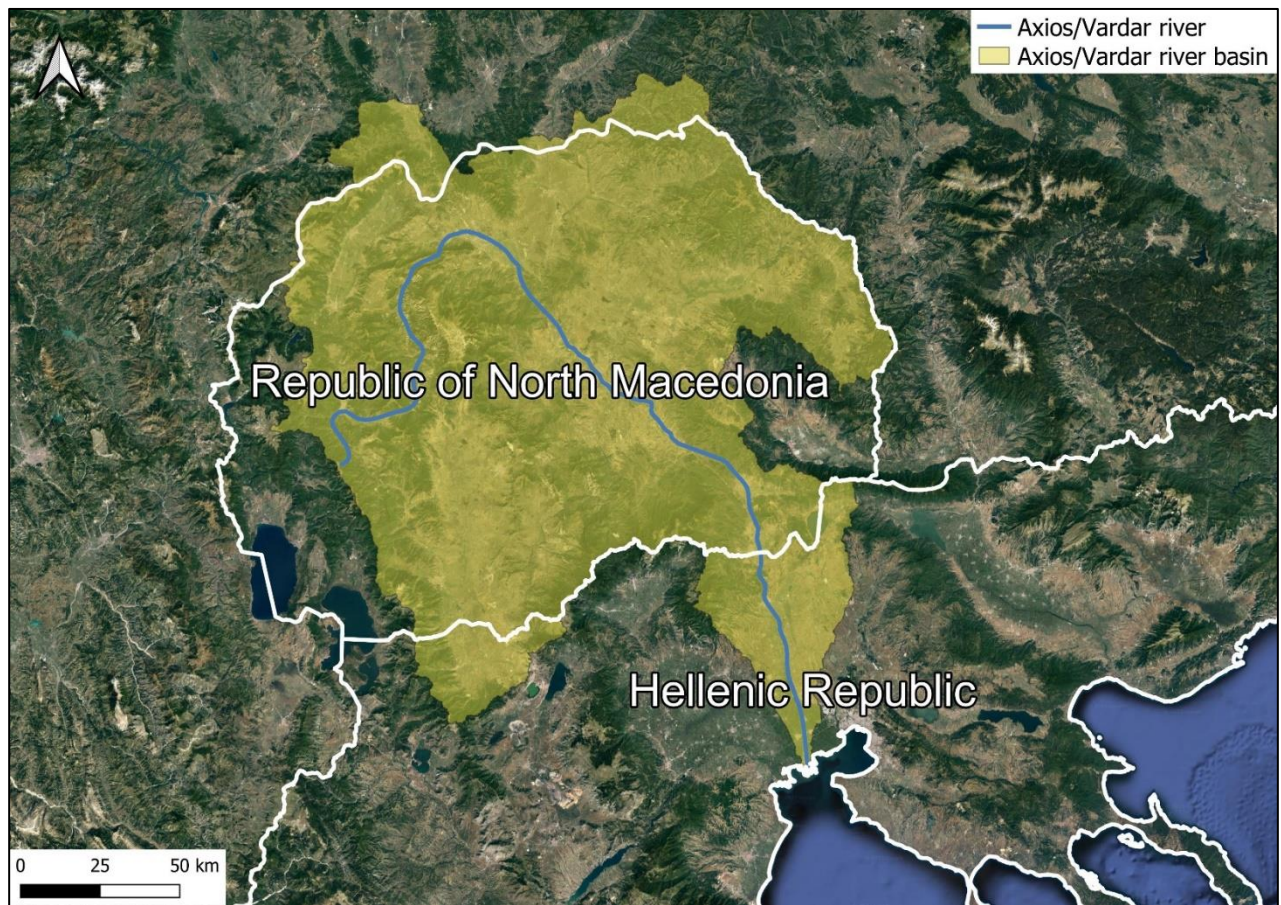 Axios/Vardar river
Axios/Vardar river basin
Republic of North Macedonia
Hellenic Republic
0 25 50 km